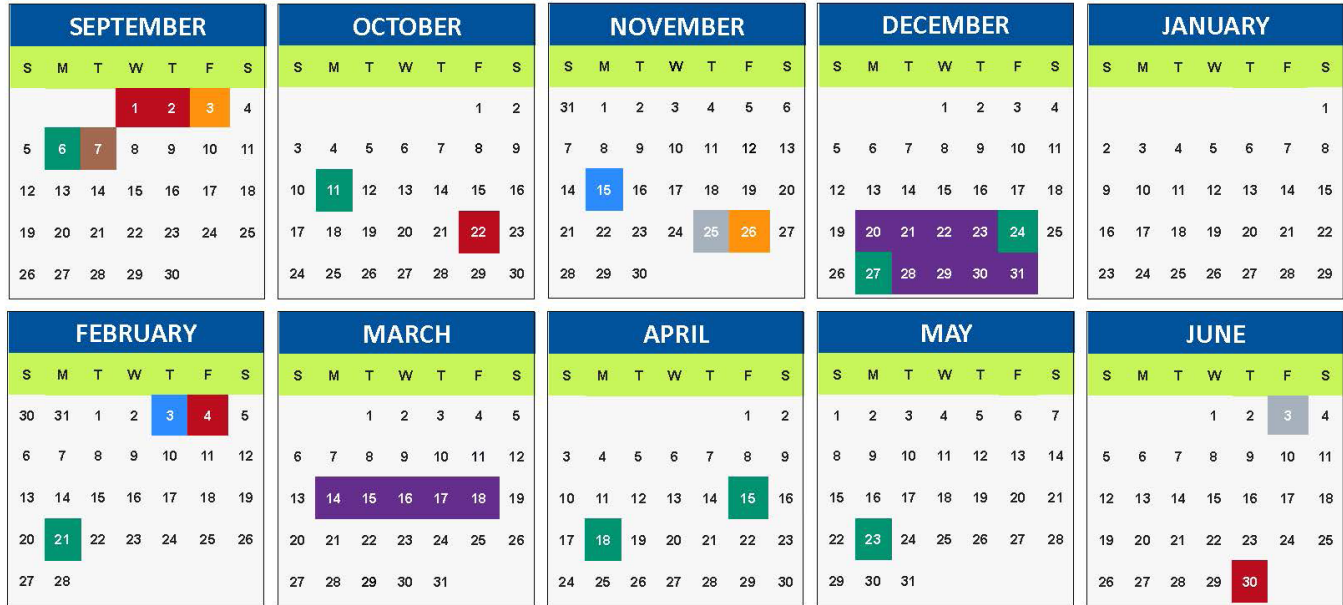 SEPTEMBER
S M T W T F S
1 2 3 4
5 6 7 8 9 10 11
12 13 14 15 16 17 18
19 20 21 22 23 24 25
26 27 28 29 30
OCTOBER
S M T W T F S
1 2
3 4 5 6 7 8 9
10 11 12 13 14 15 16
17 18 19 20 21 22 23
24 25 26 27 28 29 30
NOVEMBER
S M T W T F S
31 1 2 3 4 5 6
7 8 9 10 11 12 13
14 15 16 17 18 19 20
21 22 23 24 25 26 27
28 29 30
DECEMBER
S M T W T F S
1 2 3 4
5 6 7 8 9 10 11
12 13 14 15 16 17 18
19 20 21 22 23 24 25
26 27 28 29 30 31
JANUARY
S M T W T F S
1
2 3 4 5 6 7 8
9 10 11 12 13 14 15
16 17 18 19 20 21 22
23 24 25 26 27 28 29
FEBRUARY
S M T W T F S
30 31 1 2 3 4 5
6 7 8 9 10 11 12
13 14 15 16 17 18 19
20 21 22 23 24 25 26
27 28
MARCH
S M T W T F S
1 2 3 4 5
6 7 8 9 10 11 12
13 14 15 16 17 18 19
20 21 22 23 24 25 26
27 28 29 30 31
APRIL
S M T W T F S
1 2
3 4 5 6 7 8 9
10 11 12 13 14 15 16
17 18 19 20 21 22 23
24 25 26 27 28 29 30
MAY
S M T W T F S
1 2 3 4 5 6 7
8 9 10 11 12 13 14
15 16 17 18 19 20 21
22 23 24 25 26 27 28
29 30 31
JUNE
S M T W T F S
1 2 3 4
5 6 7 8 9 10 11
12 13 14 15 16 17 18
19 20 21 22 23 24 25
26 27 28 29 30